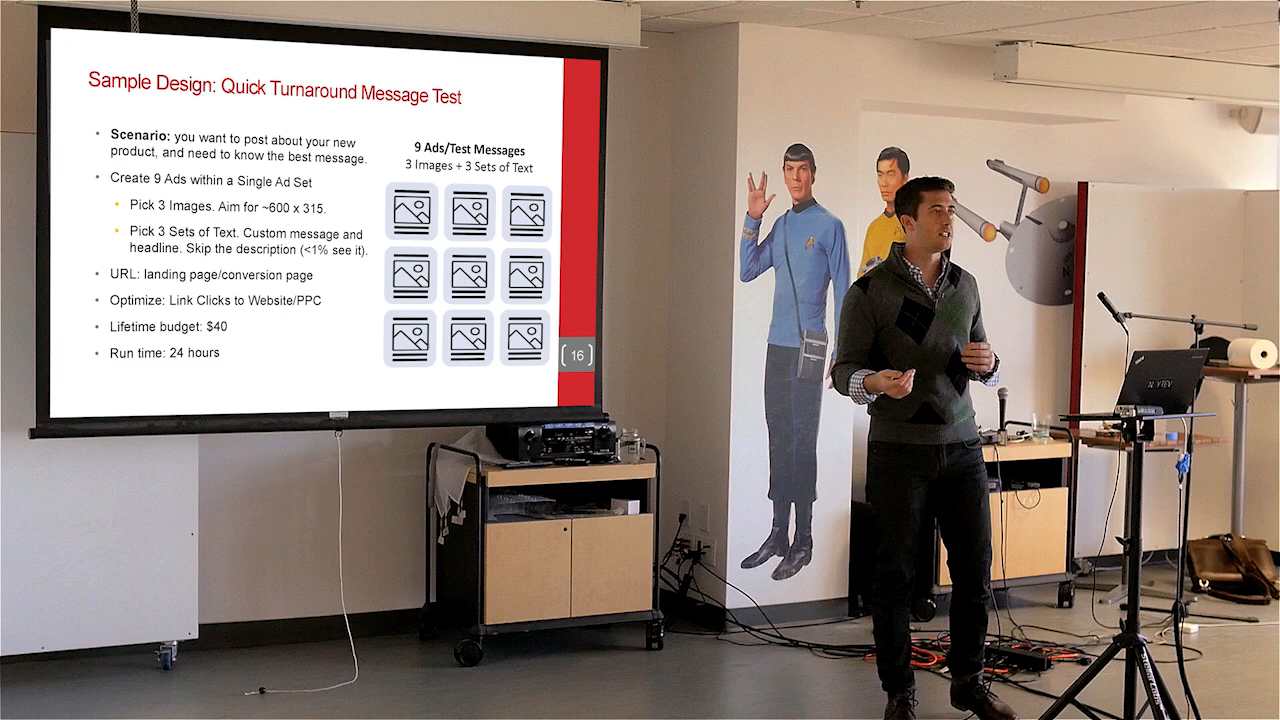 Sample Design: Quick Turnaround Message Test
• Scenario: you want to post about your new
product, and need to know the best message.
• Create 9 Ads within a Single Ad Set
• Pick 3 Images. Aim for ~600 x 315.
• Pick 3 Sets of Text. Custom message and
headline. Skip the description (<1% see it).
• URL: landing page/conversion page
• Optimize: Link Clicks to Website/PPC
• Lifetime budget: $40
• Run time: 24 hours
9 Ads/Test Messages
3 Images + 3 Sets of Text
16